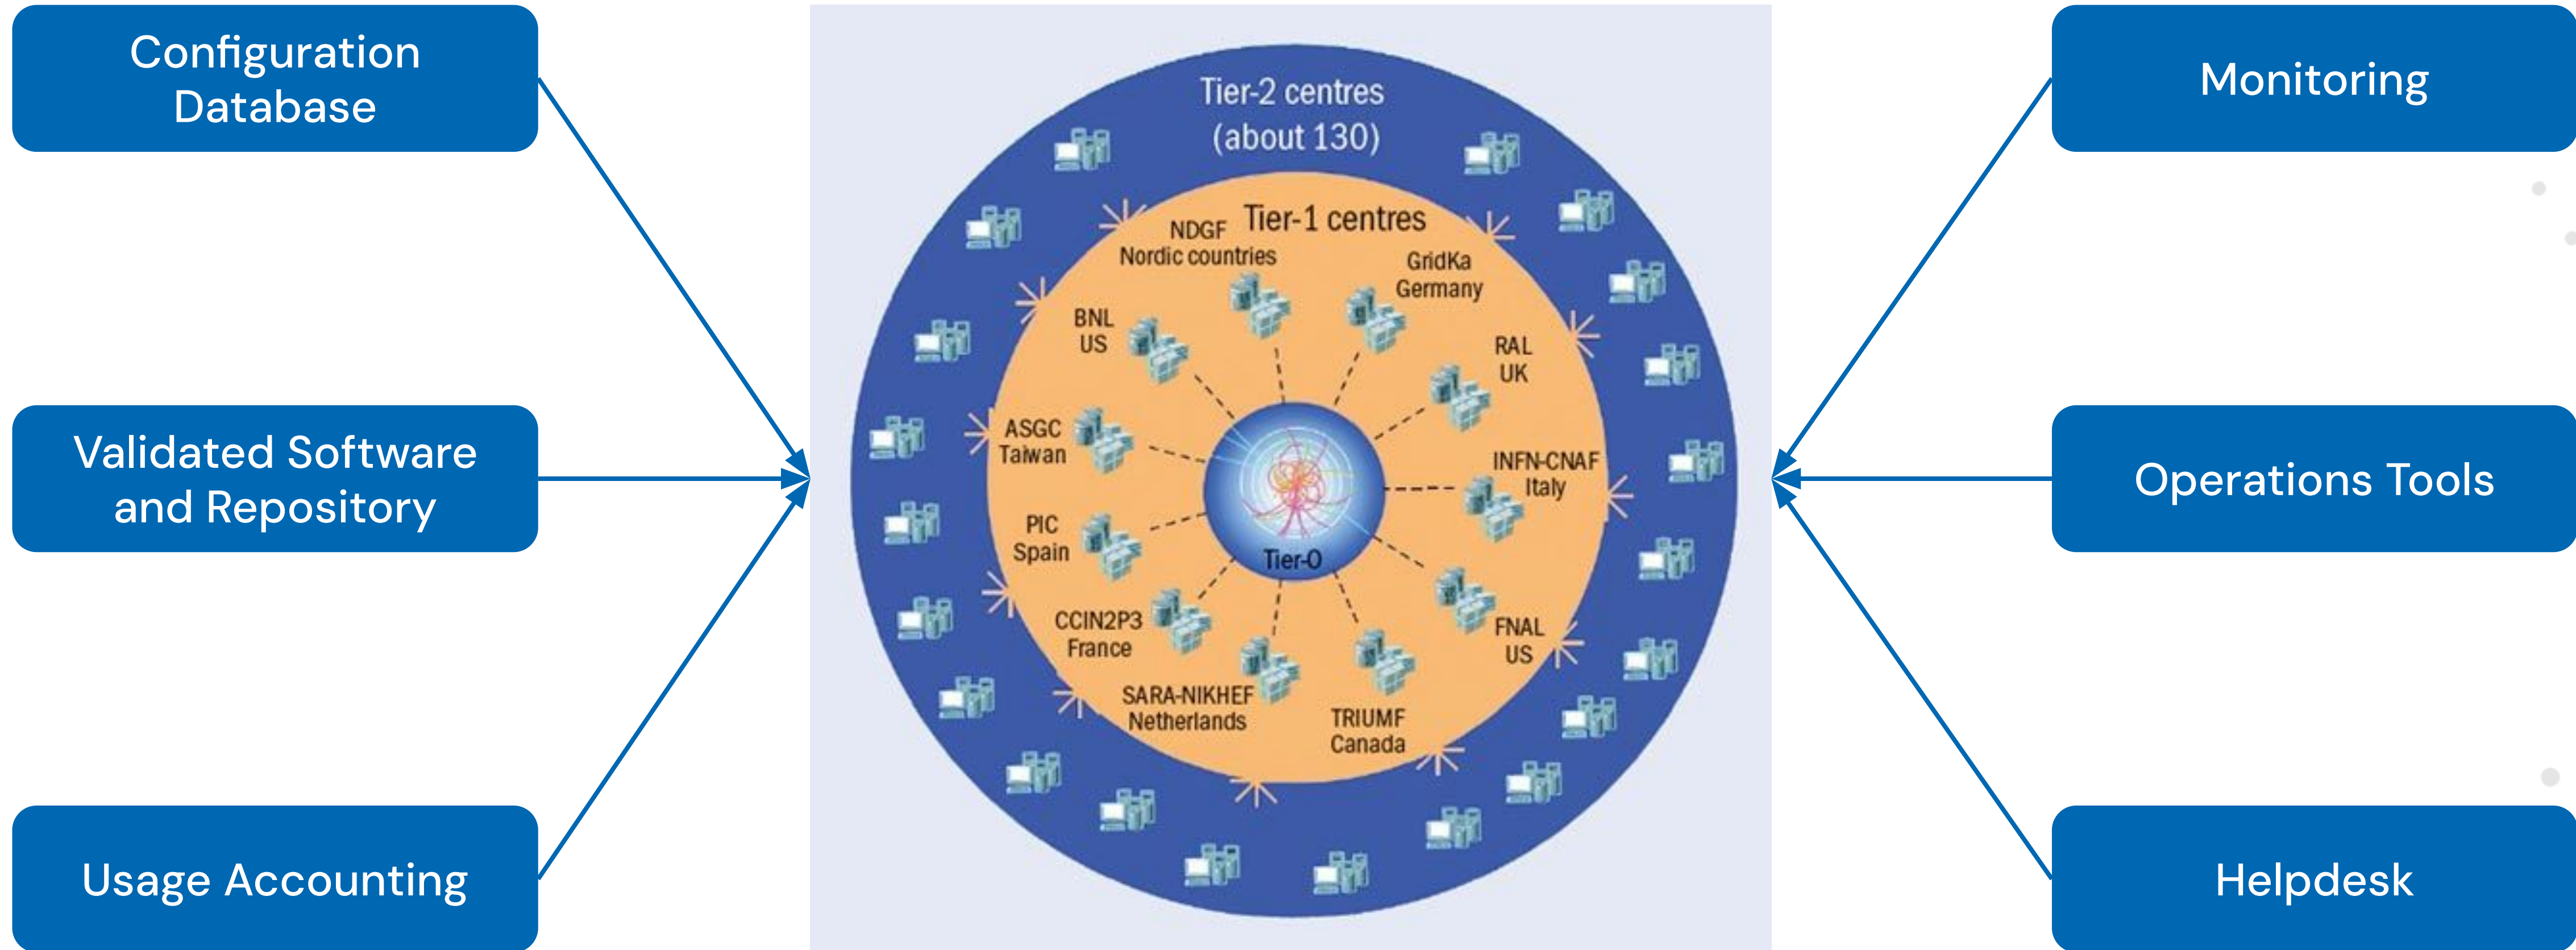 Configuration
Database
Validated Software
and Repository
Usage Accounting
Tier-2 centres
(about 130)
Tier-1 centres
NDGF
Nordic countries
GridKa
Germany
BNL
US
RAL
UK
ASGC
Taiwan
INFN-CNAF
Italy
PIC
Spain
Tier-0
CCIN2P3
France
FNAL
US
SARA-NIKHEF
Netherlands
TRIUMF
Canada
Monitoring
Operations Tools
Helpdesk